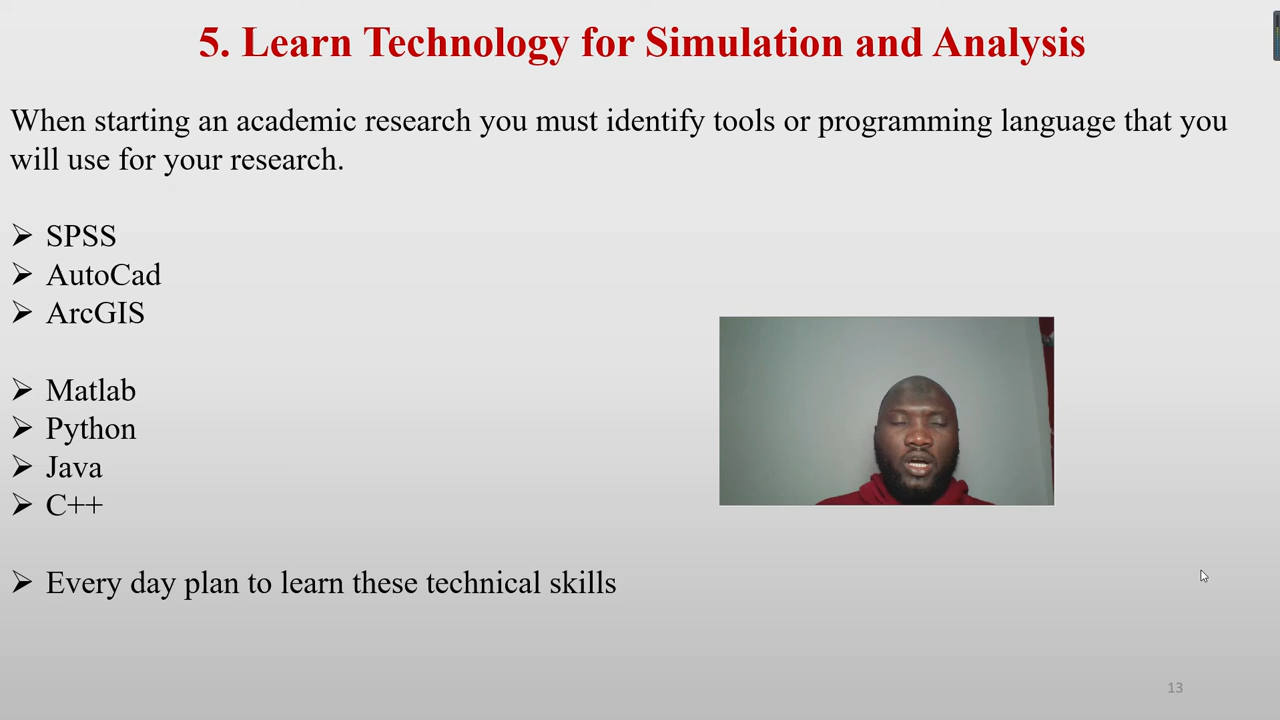 5. Learn Technology for Simulation and Analysis
When starting an academic research you must identify tools or programming language that you
will use for your research.
➢ SPSS
➢ AutoCad
➢ ArcGIS
➢ Matlab
➢ Python
➢ Java
➢ C++
➢ Every day plan to learn these technical skills
13